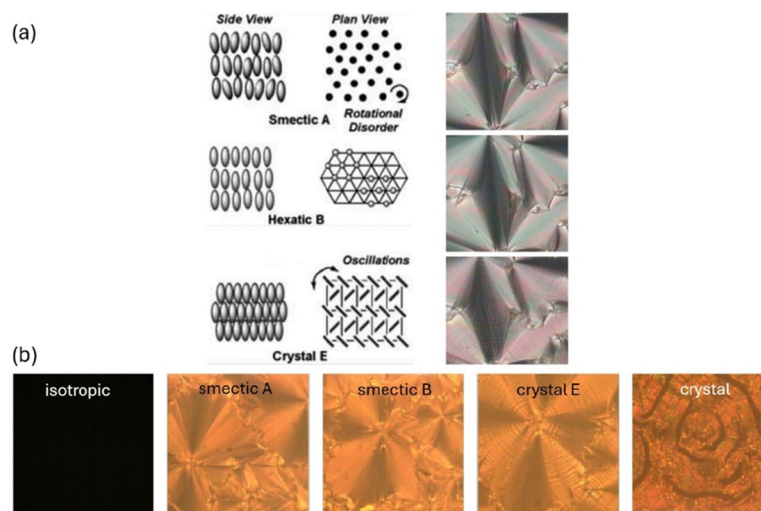 (a)
Side View Plan View
Smectic A
Rotational
Disorder
Hexatic B
Oscillations
Crystal E
(b)
isotropic smectic A smectic B crystal E crystal